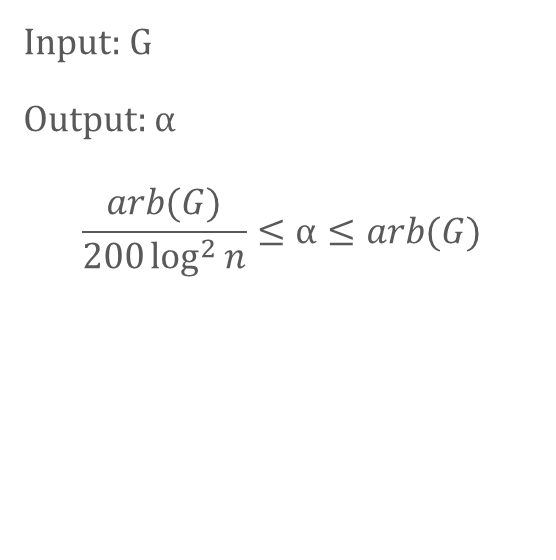 Input: G
Output: α
arb(G)/(200 log² n) ≤ α ≤ arb(G)